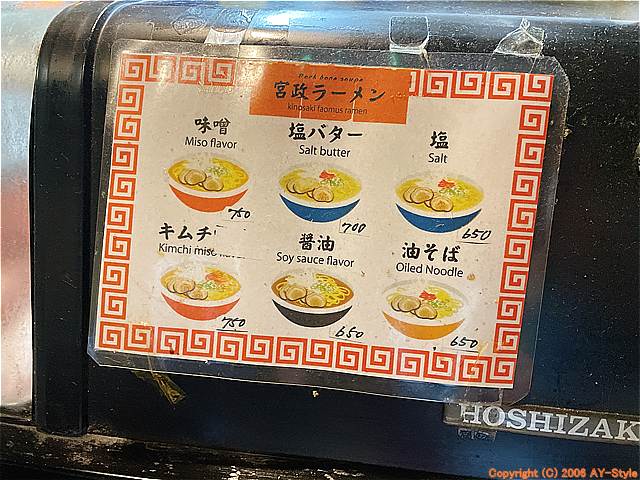 Pork bone soupe
宮政ラーメン
kinosaki faomus ramen
味噌
Miso flavor
750
塩バター
Salt butter
700
塩
Salt
650
キムチ
Kimchi miso
750
醤油
Soy sauce flavor
650
油そば
Oiled Noodle
650
HOSHIZAK
Copyright (C) 2006 AY-Style